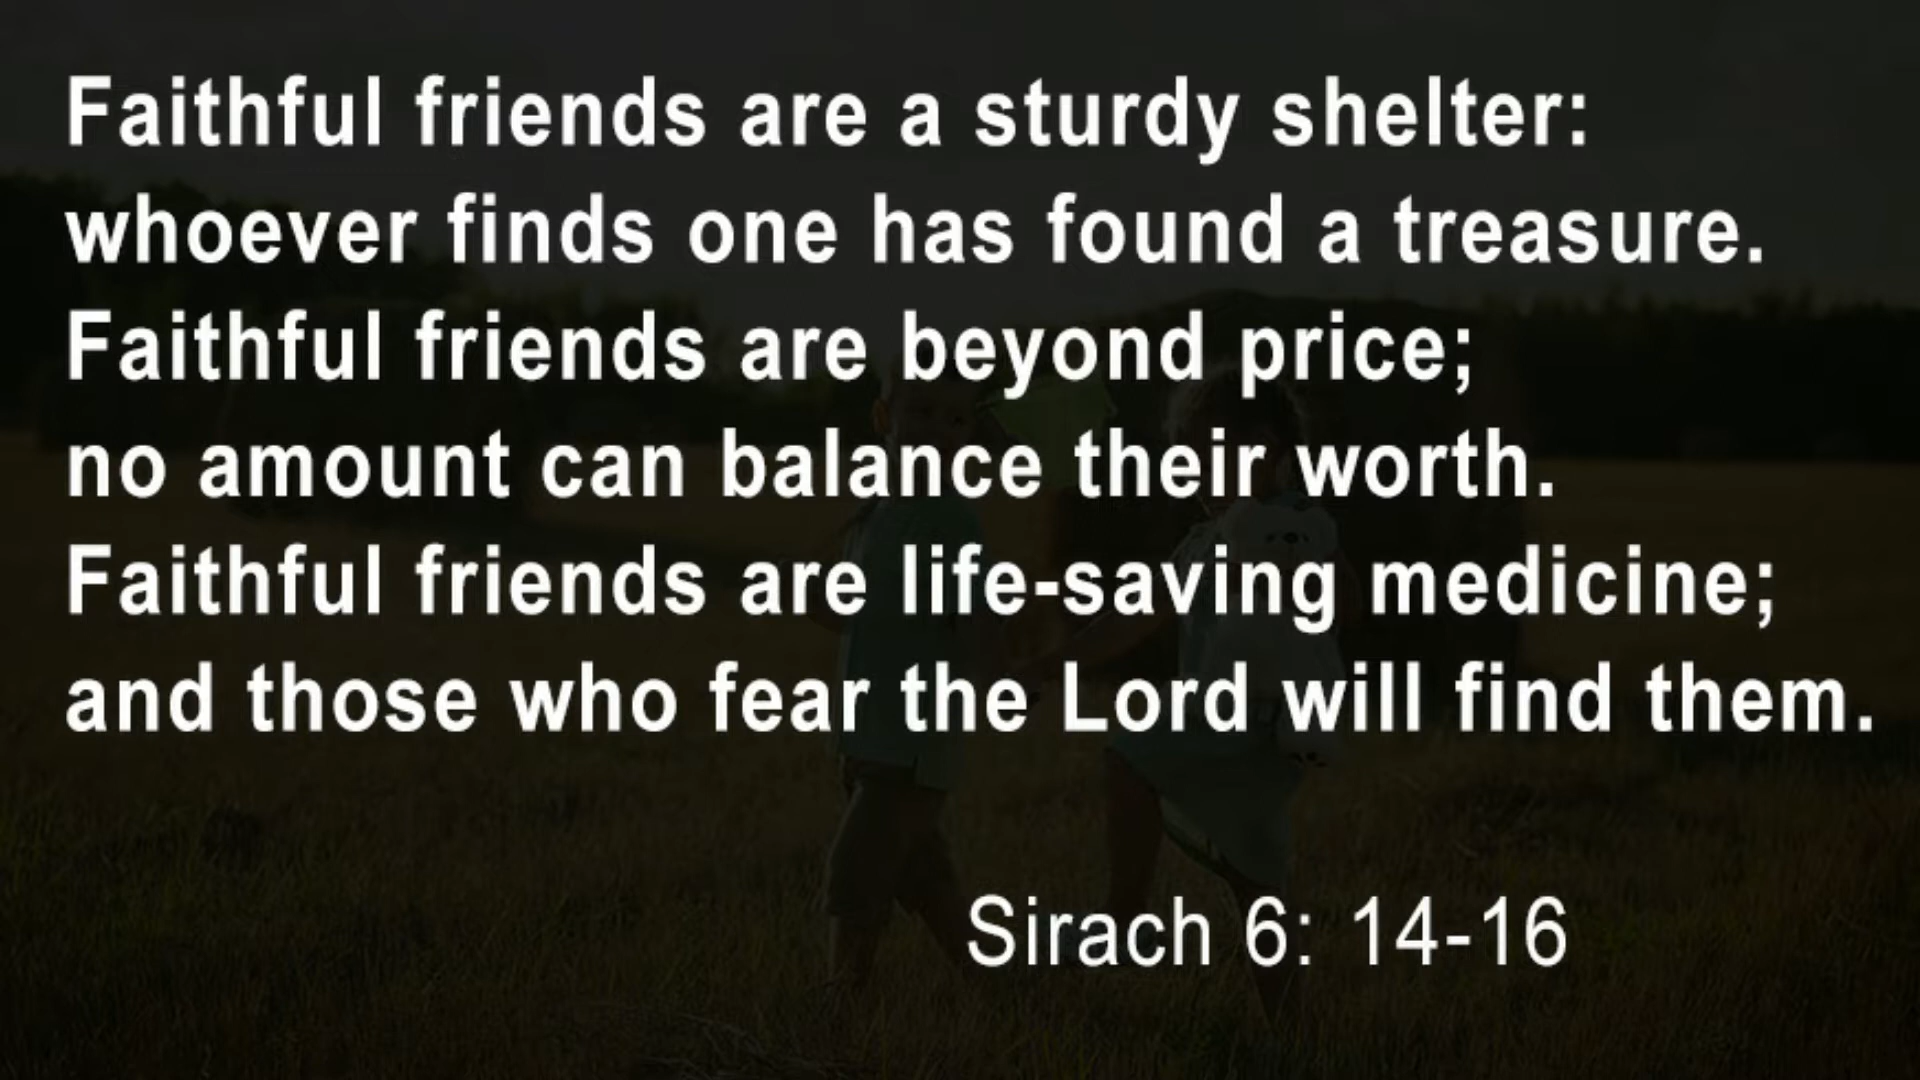 Faithful friends are a sturdy shelter:
whoever finds one has found a treasure.
Faithful friends are beyond price;
no amount can balance their worth.
Faithful friends are life-saving medicine;
and those who fear the Lord will find them.
Sirach 6: 14-16